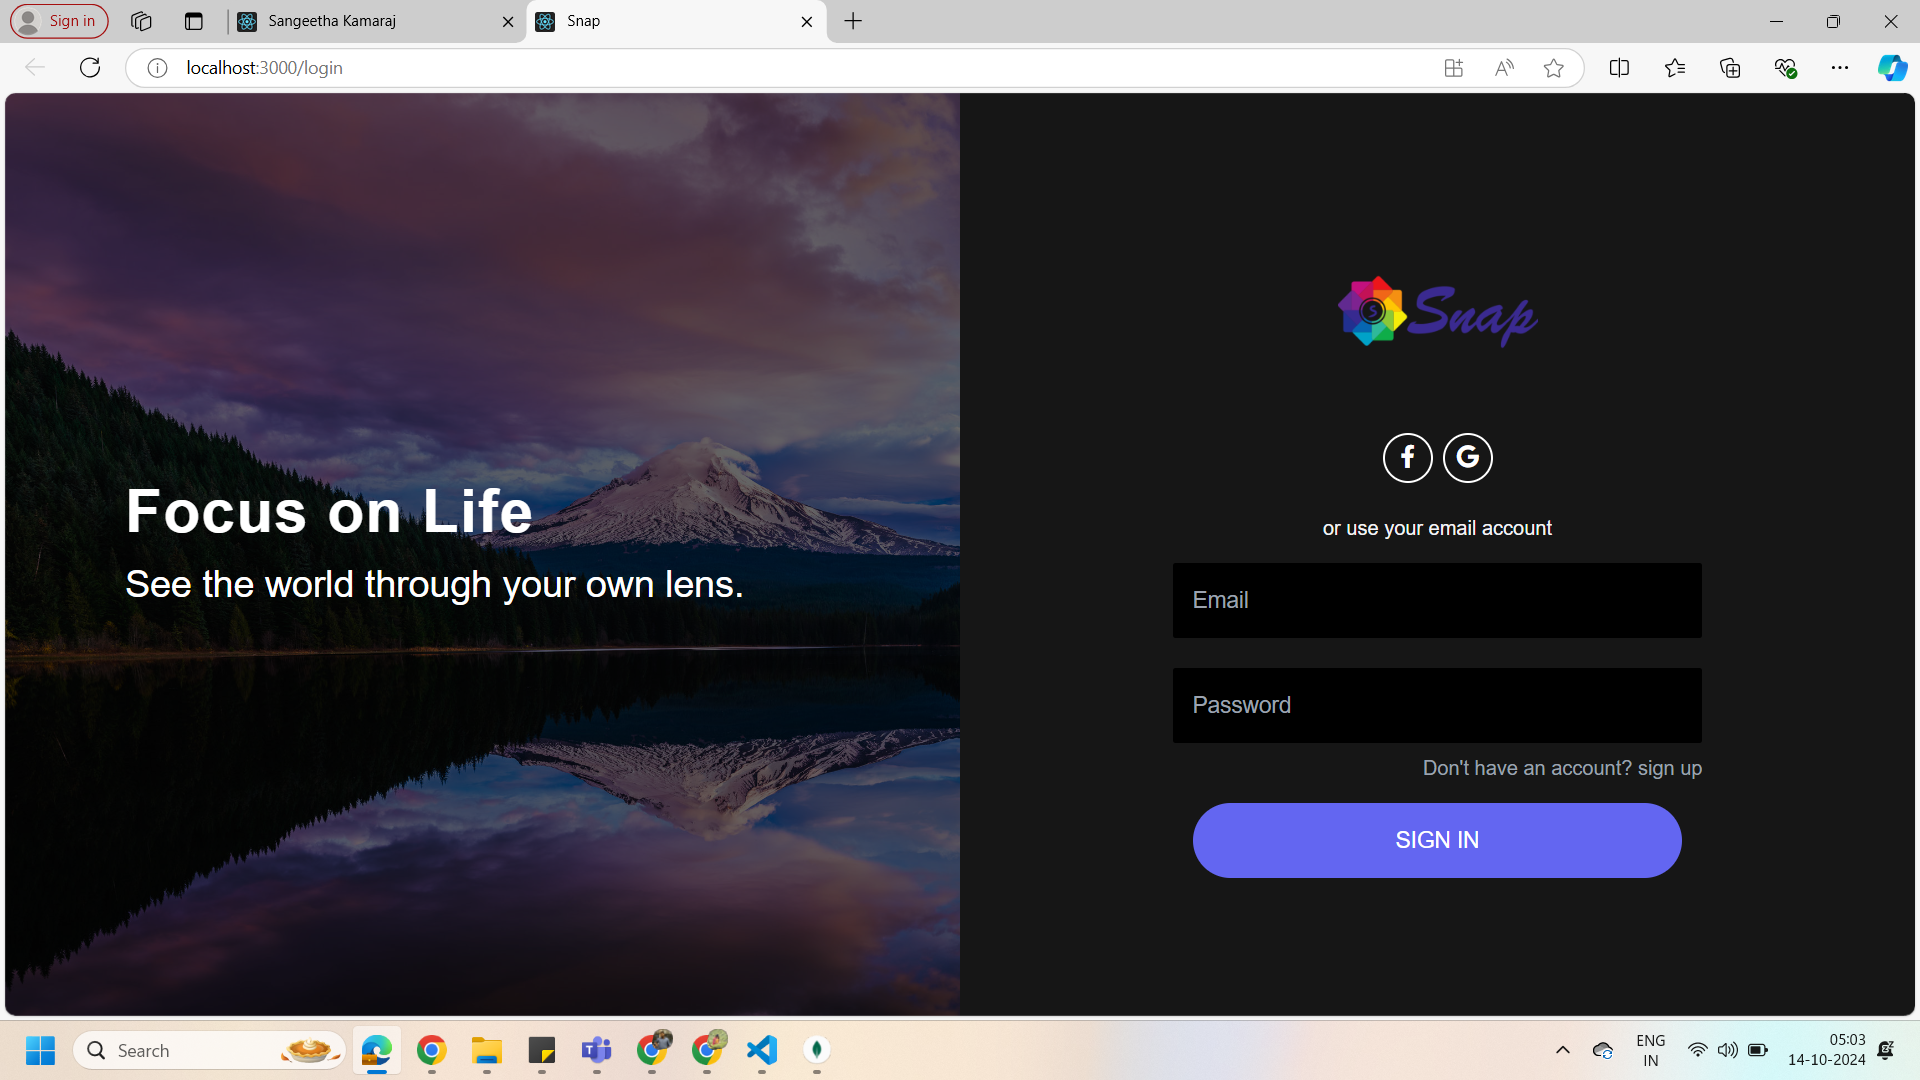 Sign in
Sangeetha Kamaraj
Snap
localhost:3000/login
Focus on Life
See the world through your own lens.
S Snap
or use your email account
Email
Password
Don't have an account? sign up
SIGN IN
Search
ENG
IN
05:03
14-10-2024